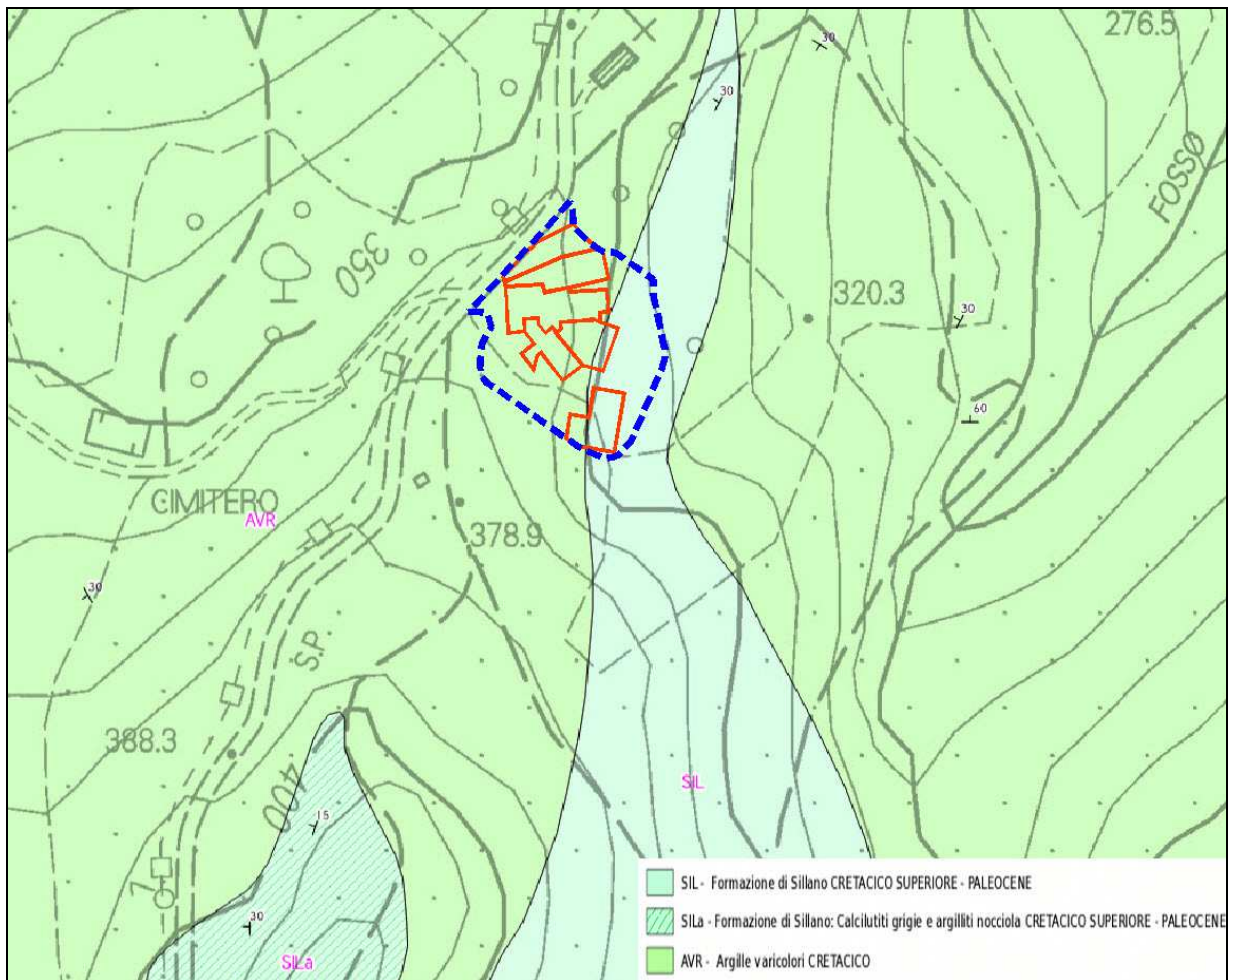 276.5
30
30
FOSSO
350
320.3
30
60
CIMITERO
AVR
378.9
30
S.P.
388.3
400
SIL
15
30
SILa
SIL - Formazione di Sillano CRETACICO SUPERIORE - PALEOCENE
SILa - Formazione di Sillano: Calcilutiti grigie e argilliti nocciola CRETACICO SUPERIORE - PALEOCENE
AVR - Argille varicolori CRETACICO